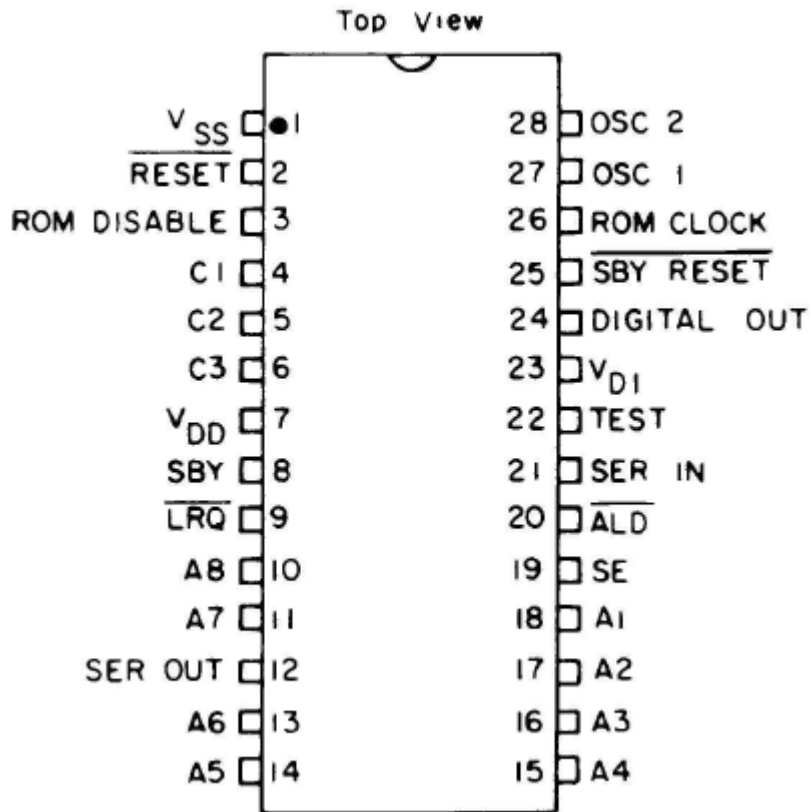 Top View
V SS 1 28 OSC 2
RESET 2 27 OSC 1
ROM DISABLE 3 26 ROM CLOCK
C1 4 25 SBY RESET
C2 5 24 DIGITAL OUT
C3 6 23 V DI
V DD 7 22 TEST
SBY 8 21 SER IN
LRQ 9 20 ALD
A8 10 19 SE
A7 11 18 A1
SER OUT 12 17 A2
A6 13 16 A3
A5 14 15 A4